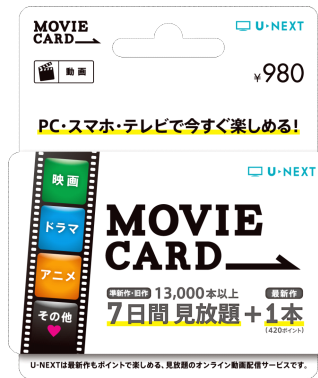 MOVIE
CARD
U-NEXT
動画
¥980
PC・スマホ・テレビで今すぐ楽しめる!
U-NEXT
映画
ドラマ
アニメ
その他
MOVIE
CARD
準新作・旧作 13,000本以上 最新作
7日間 見放題+1本
(420ポイント)
U-NEXTは最新作もポイントで楽しめる、見放題のオンライン動画配信サービスです。